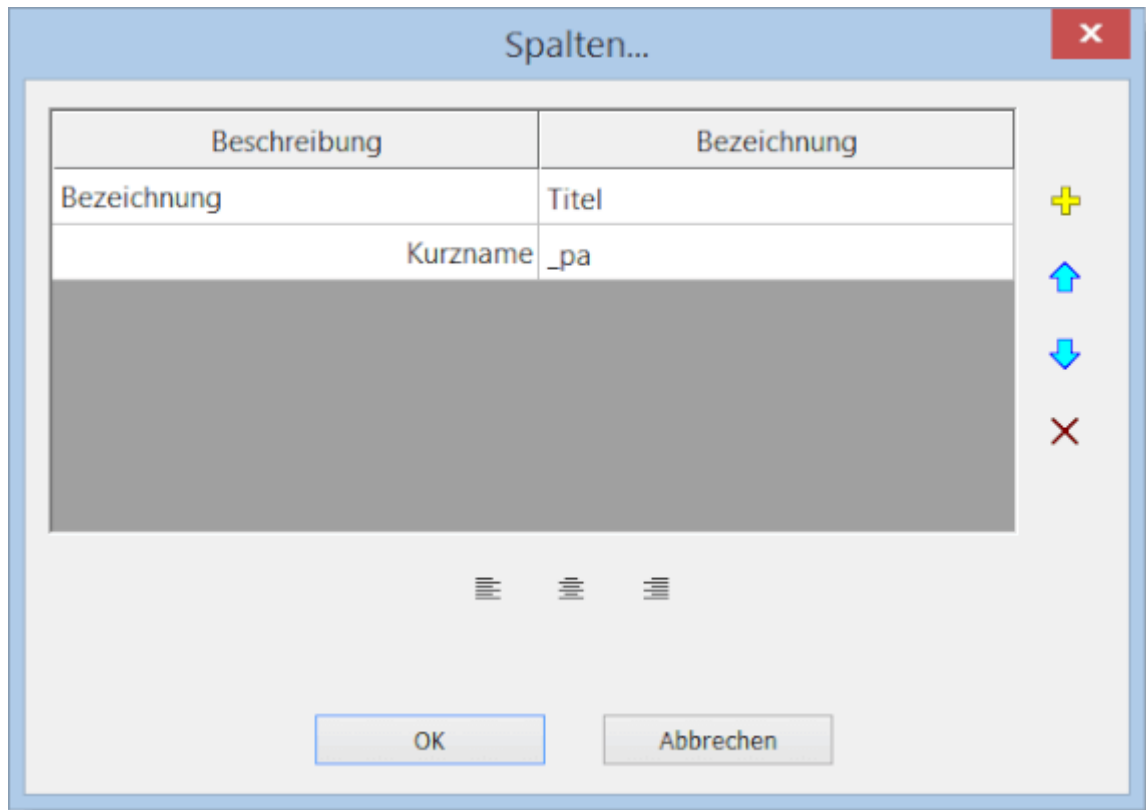 Spalten...
Beschreibung Bezeichnung
Bezeichnung Titel
Kurzname _pa
OK Abbrechen